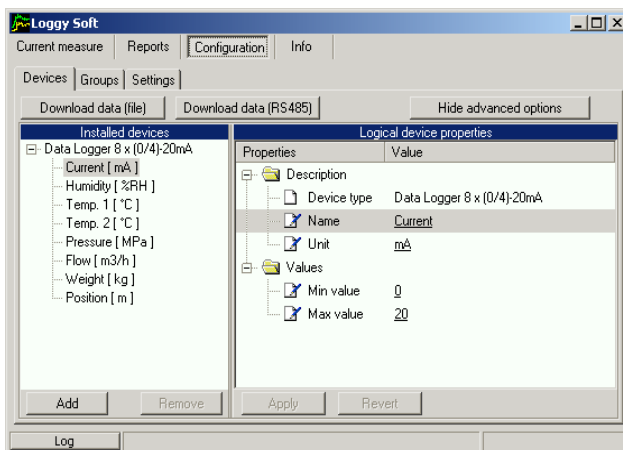 Loggy Soft
Current measure Reports Configuration Info
Devices Groups Settings
Download data (file) Download data (RS485) Hide advanced options
Installed devices
Data Logger 8 x (0/4)-20mA
Current [ mA ]
Humidity [ %RH ]
Temp. 1 [ °C ]
Temp. 2 [ °C ]
Pressure [ MPa ]
Flow [ m3/h ]
Weight [ kg ]
Position [ m ]
Add Remove
Logical device properties
Properties Value
Description
Device type Data Logger 8 x (0/4)-20mA
Name Current
Unit mA
Values
Min value 0
Max value 20
Apply Revert
Log